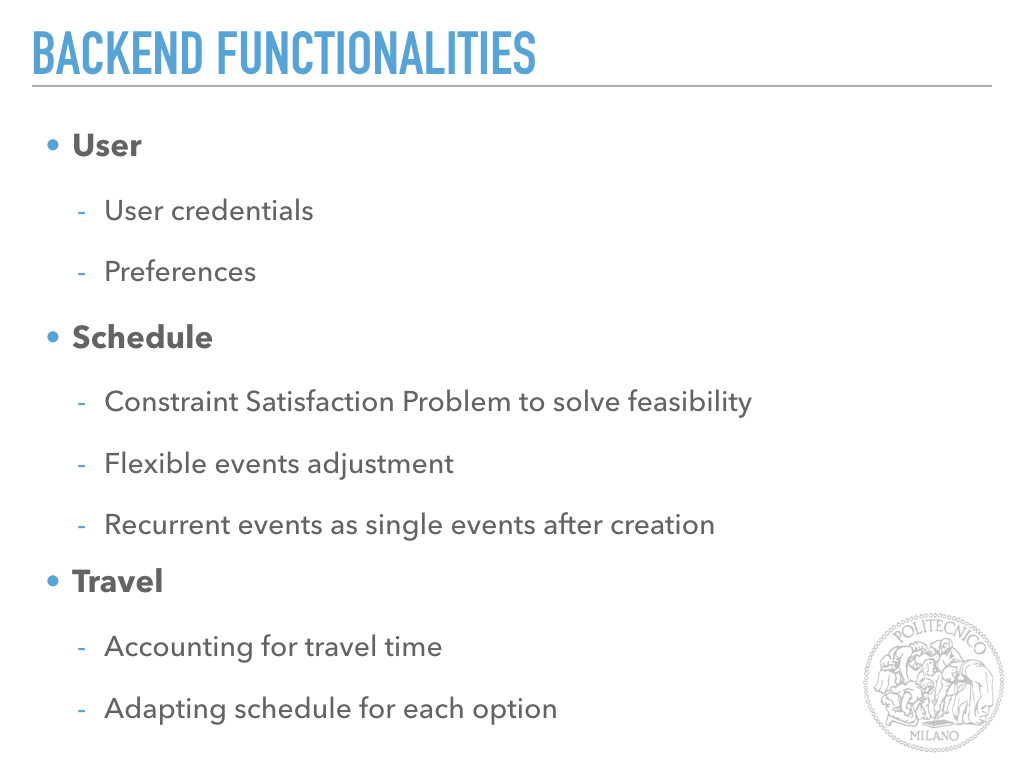 BACKEND FUNCTIONALITIES
• User
- User credentials
- Preferences
• Schedule
- Constraint Satisfaction Problem to solve feasibility
- Flexible events adjustment
- Recurrent events as single events after creation
• Travel
- Accounting for travel time
- Adapting schedule for each option
POLITECNICO
MILANO